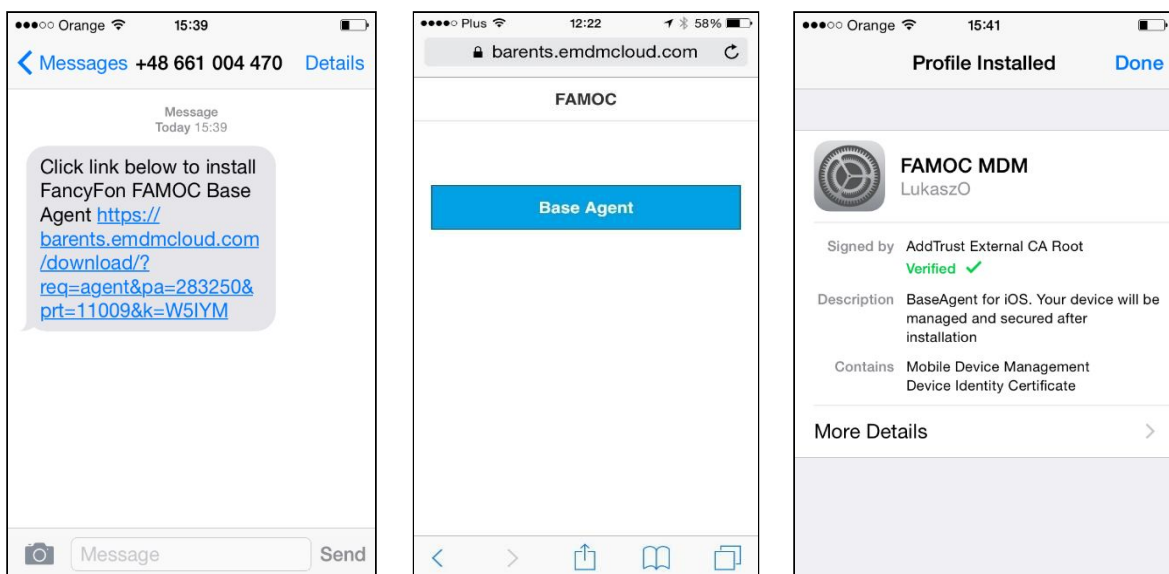 Orange 15:39
Messages +48 661 004 470 Details
Message
Today 15:39
Click link below to install
FancyFon FAMOC Base
Agent https://
barents.emdmcloud.com
/download/?
req=agent&pa=283250&
prt=11009&k=W5IYM
Message Send
Plus 12:22 58%
barents.emdmcloud.com
FAMOC
Base Agent
Orange 15:41
Profile Installed Done
FAMOC MDM
LukaszO
Signed by AddTrust External CA Root
Verified ✓
Description BaseAgent for iOS. Your device will be
managed and secured after
installation
Contains Mobile Device Management
Device Identity Certificate
More Details